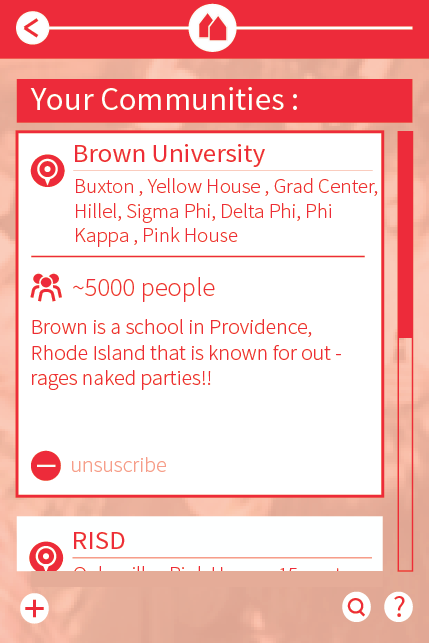 Your Communities :
Brown University
Buxton , Yellow House , Grad Center,
Hillel, Sigma Phi, Delta Phi, Phi
Kappa , Pink House
~5000 people
Brown is a school in Providence,
Rhode Island that is known for out -
rages naked parties!!
unsuscribe
RISD
?